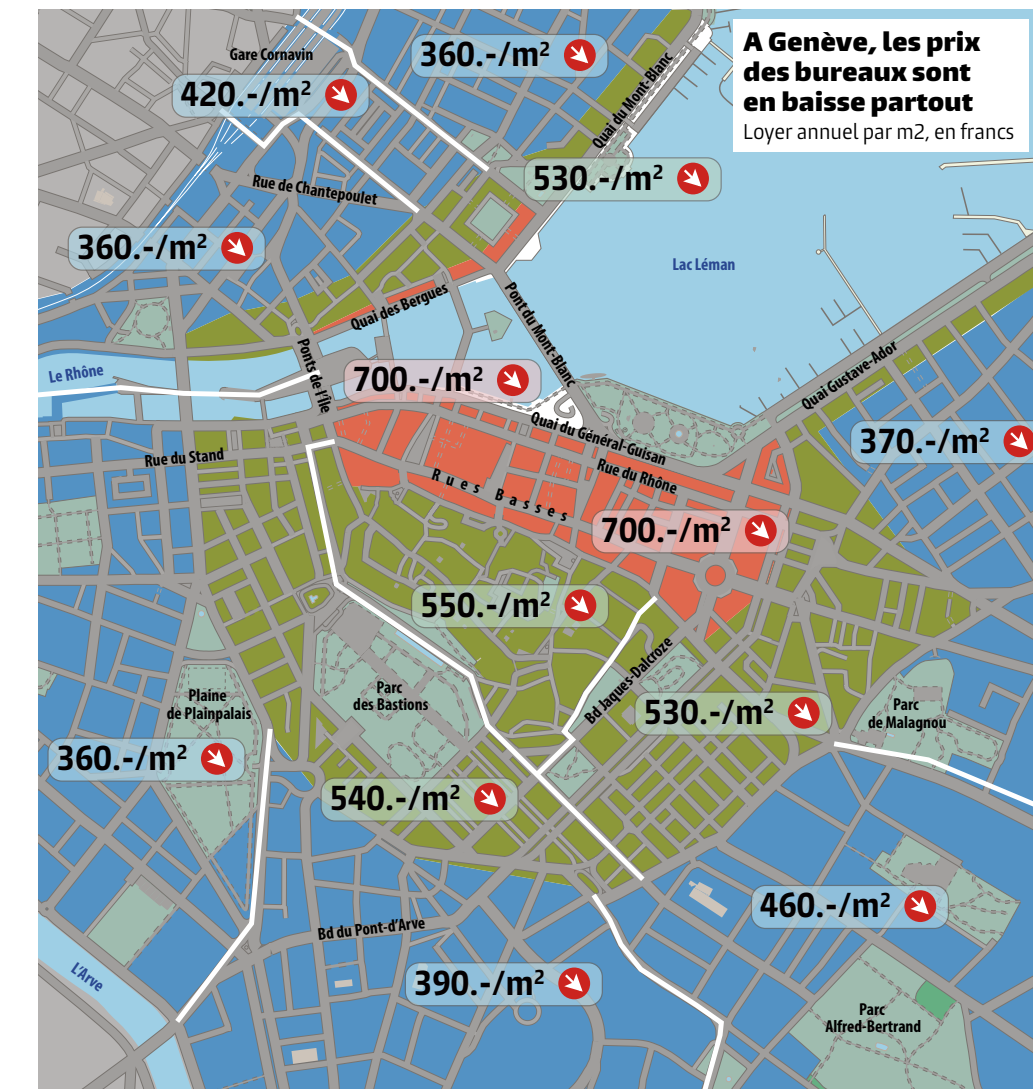 A Genève, les prix
des bureaux sont
en baisse partout
Loyer annuel par m2, en francs
Gare Cornavin
360.-/m²
420.-/m²
Quai du Mont-Blanc
530.-/m²
Rue de Chantepoulet
360.-/m²
Lac Léman
Quai des Bergues
Pont du Mont-Blanc
Ponts de l'Île
Le Rhône
700.-/m²
Quai Gustave-Ador
Quai du Général-Guisan
370.-/m²
Rue du Stand
Rue du Rhône
Rues Basses
700.-/m²
550.-/m²
Bd Jaques-Dalcroze
Parc
des Bastions
Plaine
de Plainpalais
530.-/m²
Parc
de Malagnou
360.-/m²
540.-/m²
460.-/m²
Bd du Pont-d'Arve
L'Arve
390.-/m²
Parc
Alfred-Bertrand